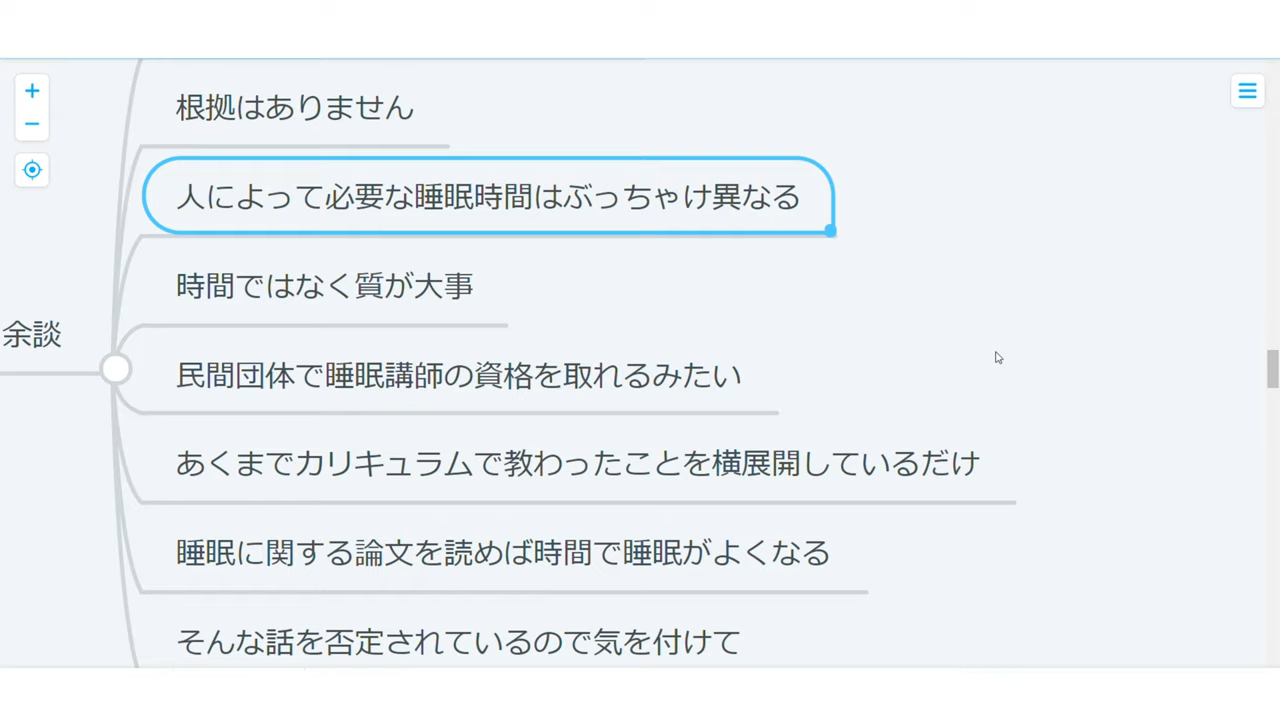 根拠はありません
人によって必要な睡眠時間はぶっちゃけ異なる
時間ではなく質が大事
余談
民間団体で睡眠講師の資格を取れるみたい
あくまでカリキュラムで教わったことを横展開しているだけ
睡眠に関する論文を読めば時間で睡眠がよくなる
そんな話を否定されているので気を付けて